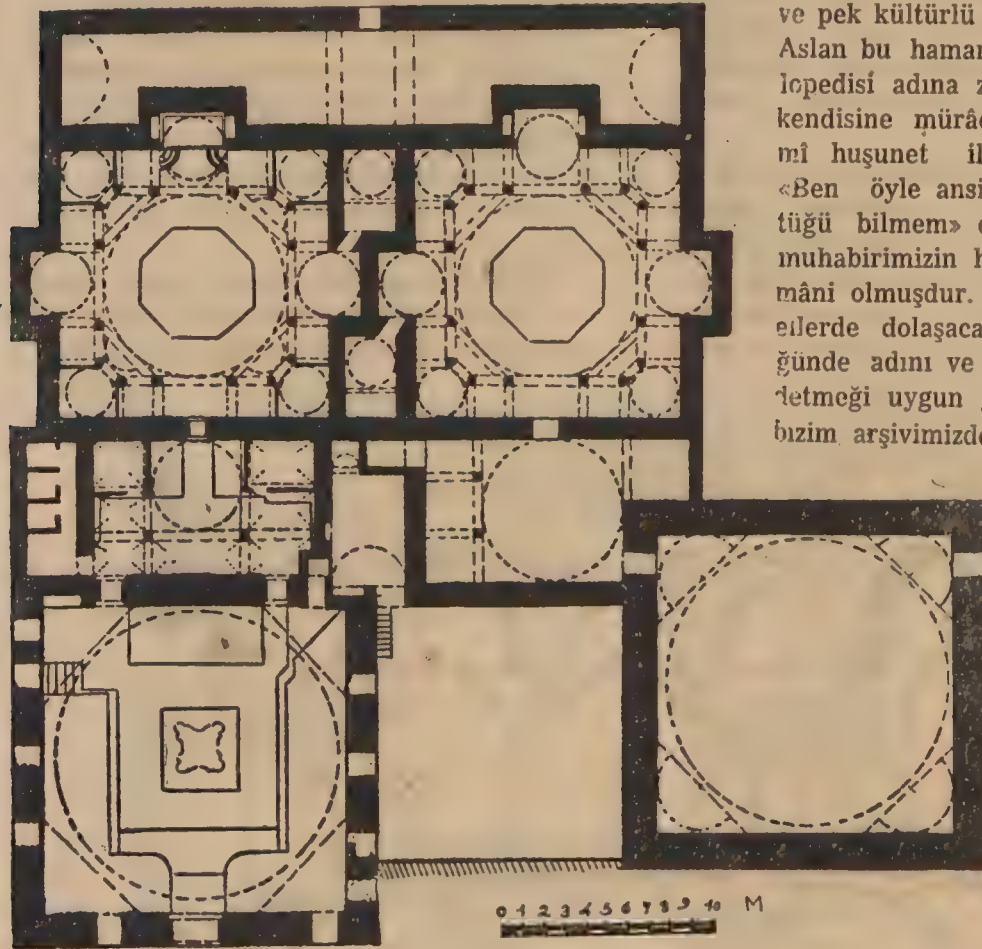 ve pek kültürlü
Aslan bu hamar
lopedisi adına z
kendisine mürâc
mî huşunet il
«Ben öyle ansi
tüğü bilmem» d
muhabirimizin h
mâni olmuşdur.
ellerde dolaşaca
ğünde adını ve
detmeği uygun
bizim arşivimizde
0 1 2 3 4 5 6 7 8 9 10 M